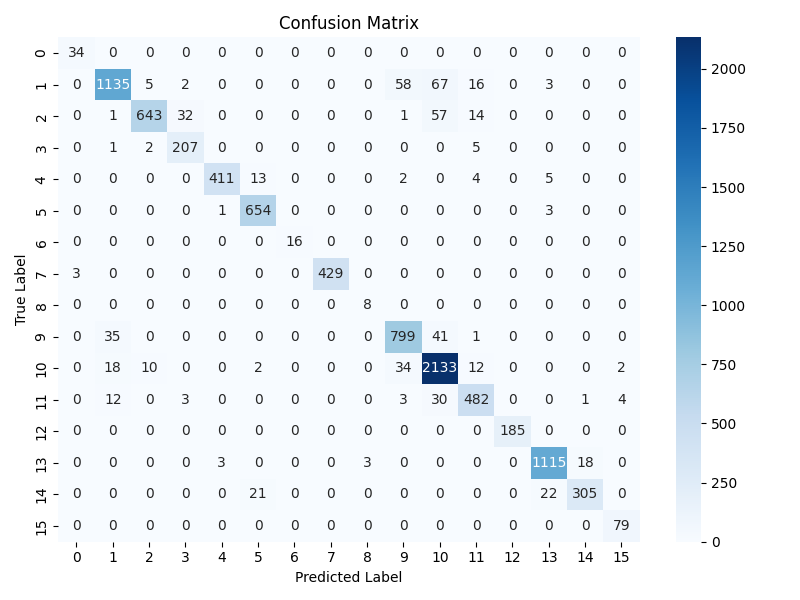 Confusion Matrix
0 34 0 0 0 0 0 0 0 0 0 0 0 0 0 0 0
1 0 1135 5 2 0 0 0 0 0 58 67 16 0 3 0 0
2 0 1 643 32 0 0 0 0 0 1 57 14 0 0 0 0
3 0 1 2 207 0 0 0 0 0 0 0 5 0 0 0 0
4 0 0 0 0 411 13 0 0 0 2 0 4 0 5 0 0
5 0 0 0 0 1 654 0 0 0 0 0 0 0 3 0 0
6 0 0 0 0 0 0 16 0 0 0 0 0 0 0 0 0
7 3 0 0 0 0 0 0 429 0 0 0 0 0 0 0 0
8 0 0 0 0 0 0 0 0 8 0 0 0 0 0 0 0
9 0 35 0 0 0 0 0 0 0 799 41 1 0 0 0 0
10 0 18 10 0 0 2 0 0 0 34 2133 12 0 0 0 2
11 0 12 0 3 0 0 0 0 0 3 30 482 0 0 1 4
12 0 0 0 0 0 0 0 0 0 0 0 0 185 0 0 0
13 0 0 0 0 3 0 0 0 3 0 0 0 0 1115 18 0
14 0 0 0 0 0 21 0 0 0 0 0 0 0 22 305 0
15 0 0 0 0 0 0 0 0 0 0 0 0 0 0 0 79
0 1 2 3 4 5 6 7 8 9 10 11 12 13 14 15
Predicted Label
True Label
2000
1750
1500
1250
1000
750
500
250
0